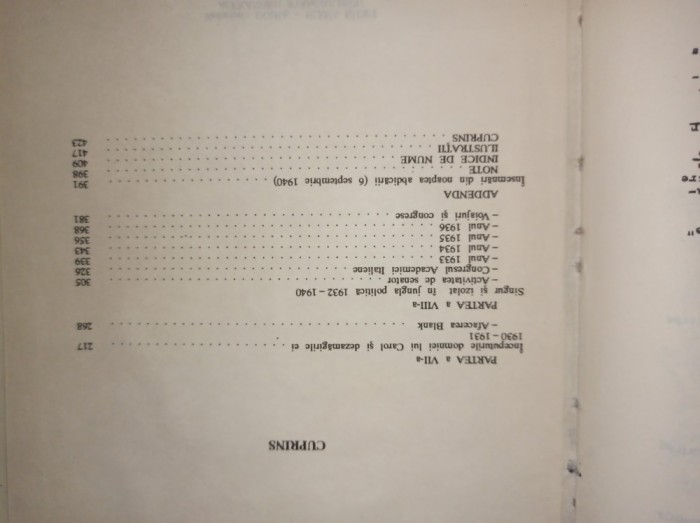 CUPRINS
PARTEA a VII-a
Începuturile domniei lui Carol și dezamăgirile ei . . . . . . . . . . . . . . . . 217
1930 – 1931
– Afacerea Blank . . . . . . . . . . . . . . . . . . . . . . . . . . . . . . 268
PARTEA a VIII-a
Singur și izolat în jungla politică 1932 – 1940
– Activitatea de senator . . . . . . . . . . . . . . . . . . . . . . . . . . 305
– Congresul Academiei Italiene . . . . . . . . . . . . . . . . . . . . . . . 326
– Anul 1933 . . . . . . . . . . . . . . . . . . . . . . . . . . . . . . . . 339
– Anul 1934 . . . . . . . . . . . . . . . . . . . . . . . . . . . . . . . . 343
– Anul 1935 . . . . . . . . . . . . . . . . . . . . . . . . . . . . . . . . 356
– Anul 1936 . . . . . . . . . . . . . . . . . . . . . . . . . . . . . . . . 368
– Voiajuri și congrese . . . . . . . . . . . . . . . . . . . . . . . . . . . 381
ADDENDA
Însemnări din noaptea abdicării (6 septembrie 1940) . . . . . . . . . . . . . 391
NOTE . . . . . . . . . . . . . . . . . . . . . . . . . . . . . . . . . . . 398
INDICE DE NUME . . . . . . . . . . . . . . . . . . . . . . . . . . . . . . 409
ILUSTRAȚII . . . . . . . . . . . . . . . . . . . . . . . . . . . . . . . . 417
CUPRINS . . . . . . . . . . . . . . . . . . . . . . . . . . . . . . . . . . 423